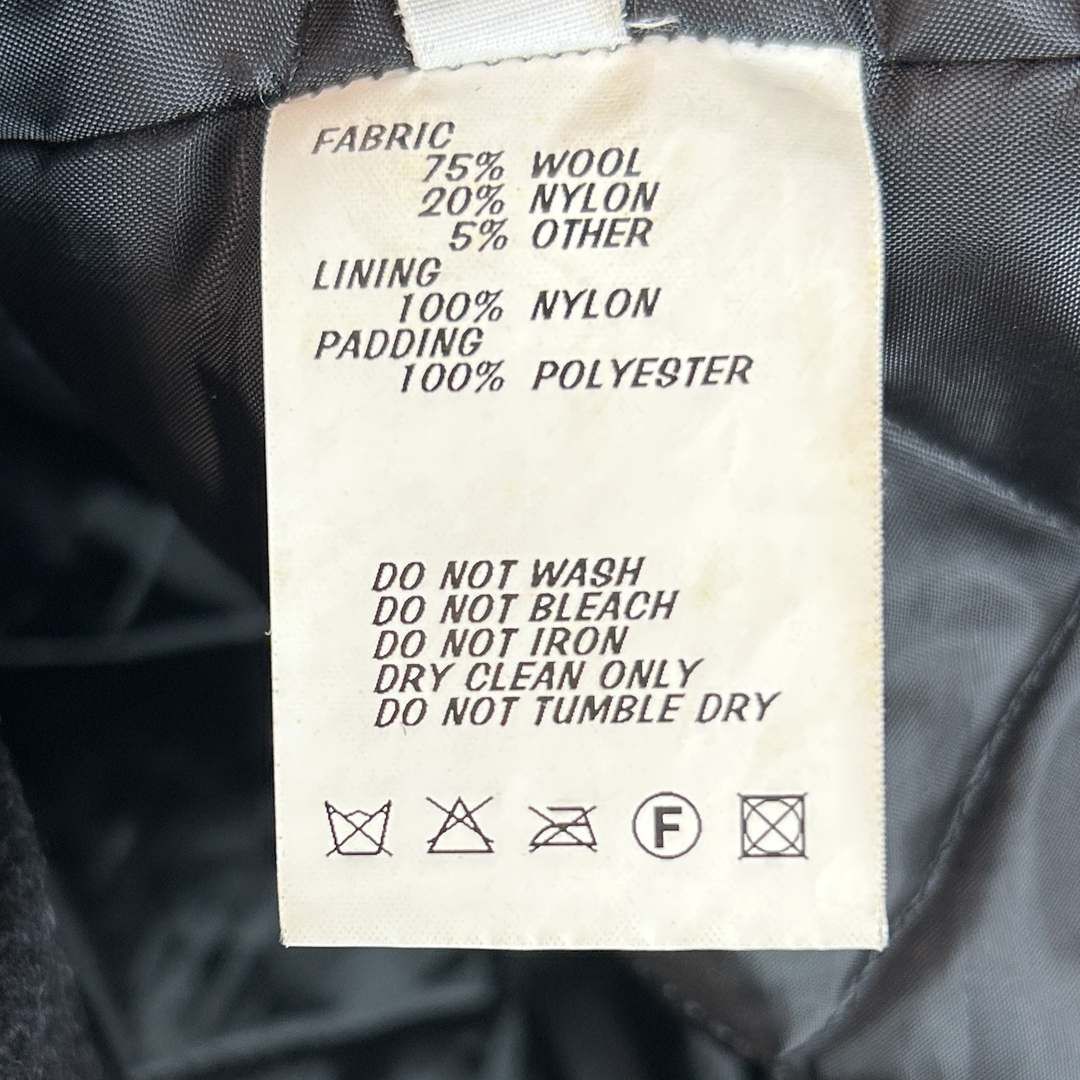 FABRIC
75% WOOL
20% NYLON
5% OTHER
LINING
100% NYLON
PADDING
100% POLYESTER
DO NOT WASH
DO NOT BLEACH
DO NOT IRON
DRY CLEAN ONLY
DO NOT TUMBLE DRY
F